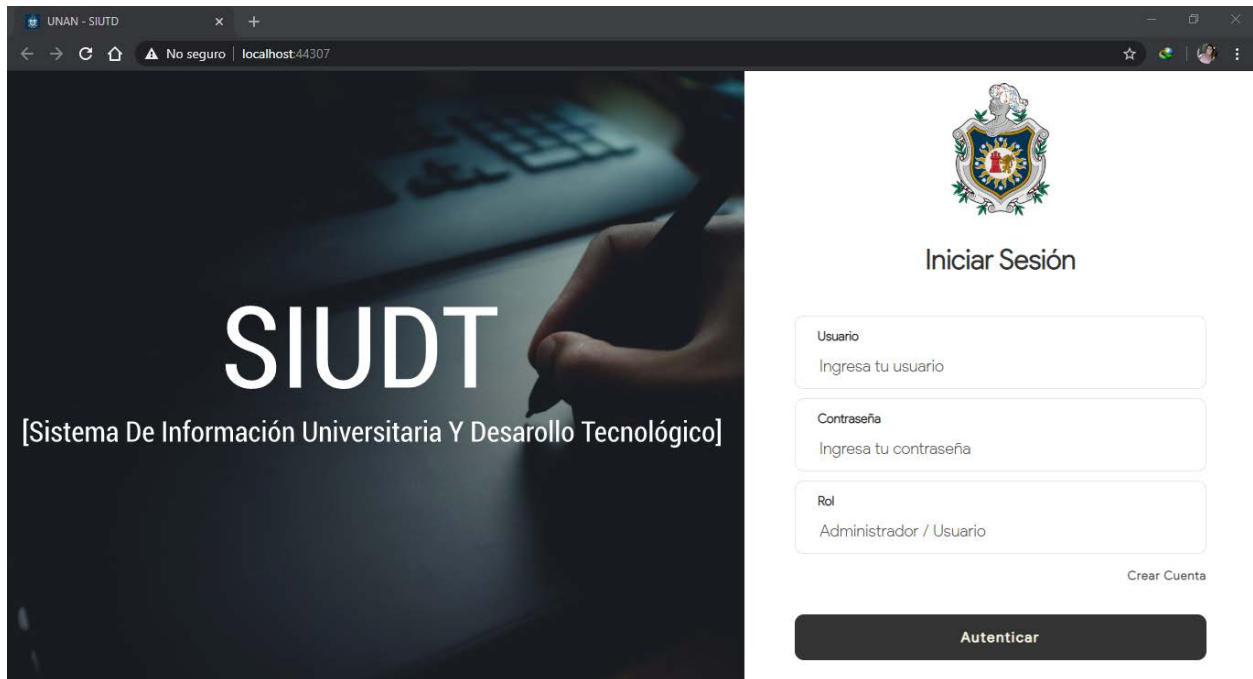 UNAN - SIUTD
No seguro | localhost:44307
SIUDT
[Sistema De Información Universitaria Y Desarollo Tecnológico]
Iniciar Sesión
Usuario
Ingresa tu usuario
Contraseña
Ingresa tu contraseña
Rol
Administrador / Usuario
Crear Cuenta
Autenticar